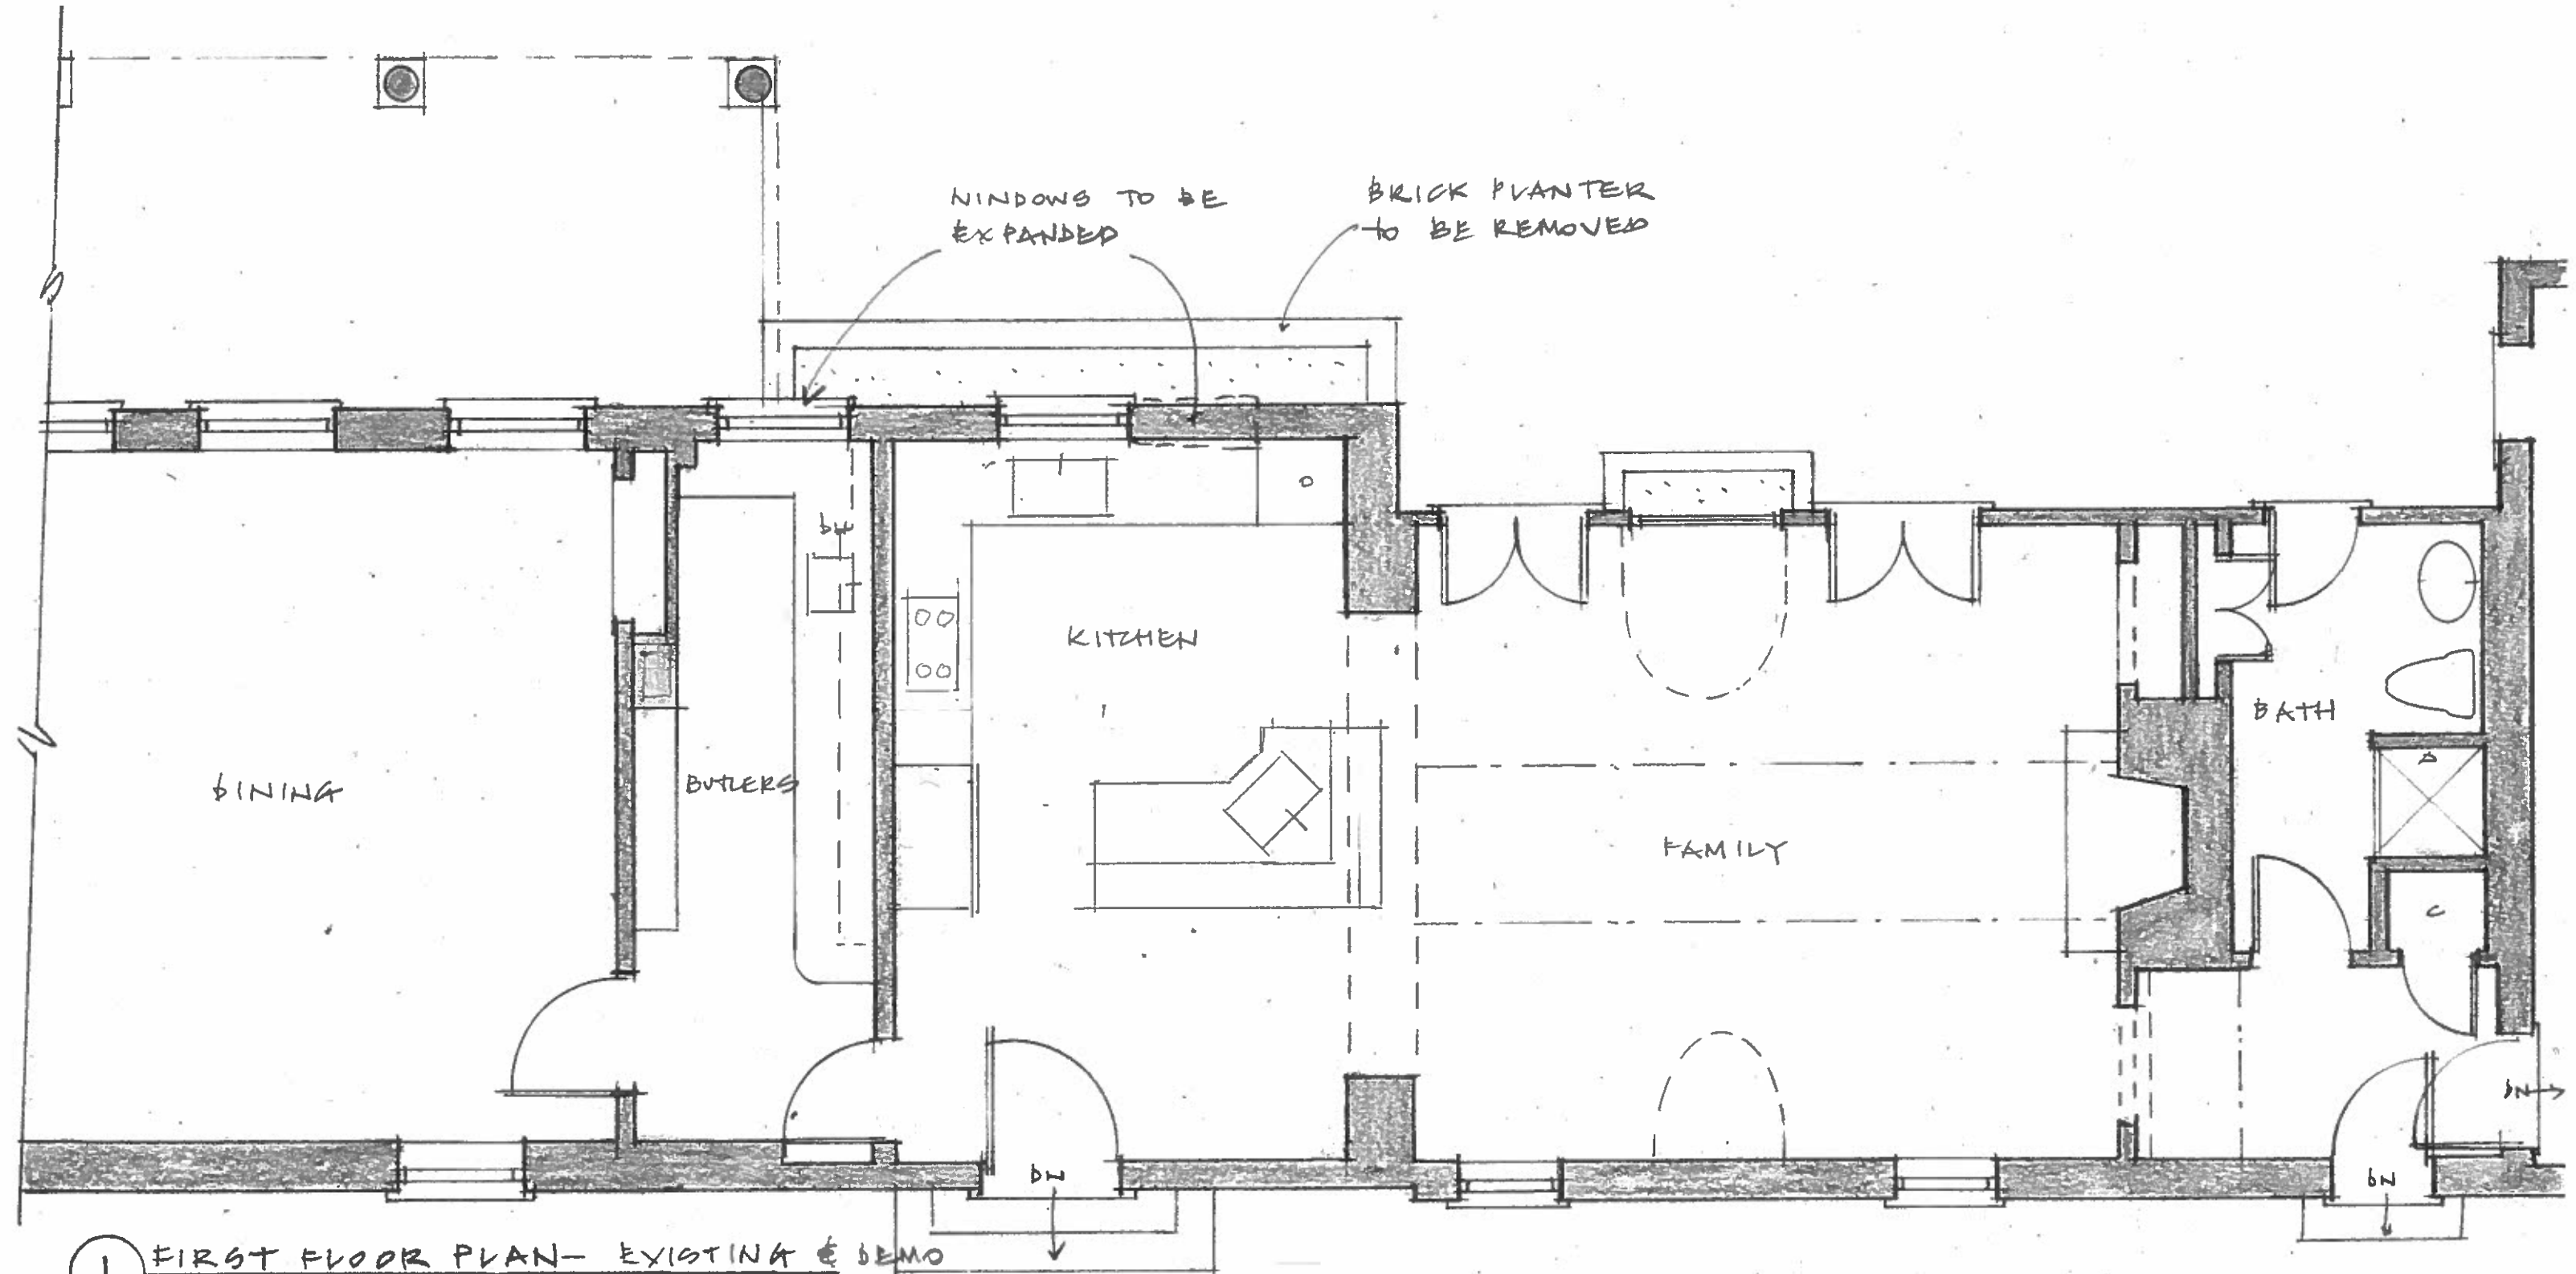 WINDOWS TO BE
EXPANDED
BRICK PLANTER
to BE REMOVED
DW
KITCHEN
BATH
DINING
BUTLERS
FAMILY
C
DN
DN
DN
1 FIRST FLOOR PLAN- EXISTING & DEMO